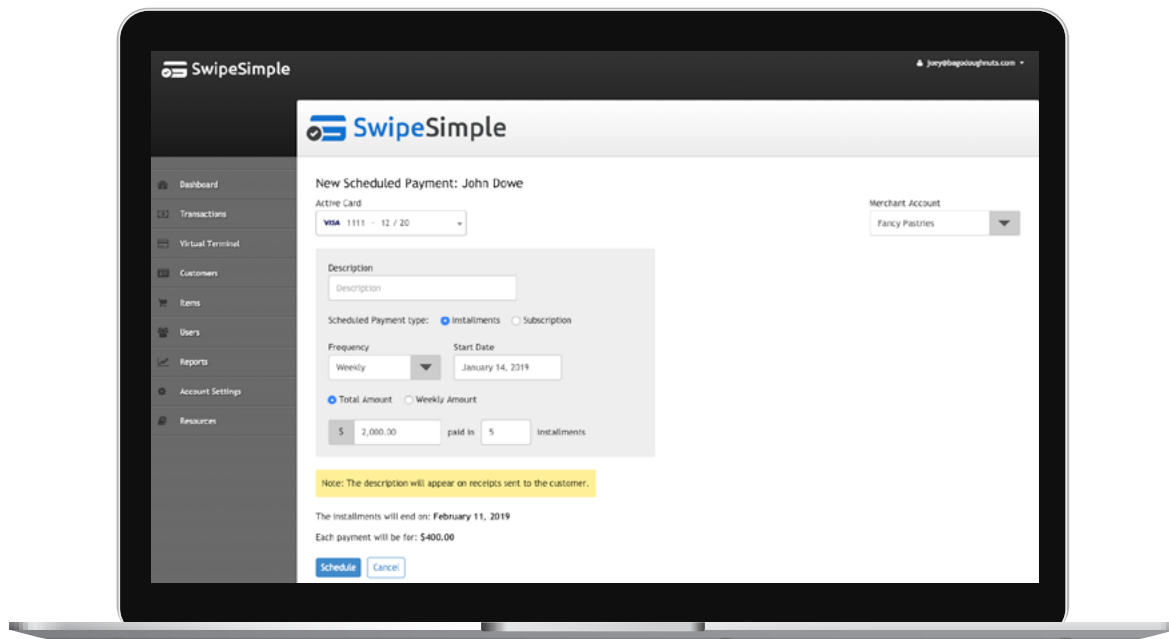 SwipeSimple
joey@bagodoughnuts.com
SwipeSimple
Dashboard
Transactions
Virtual Terminal
Customers
Items
Users
Reports
Account Settings
Resources
New Scheduled Payment: John Dowe
Active Card
Merchant Account
VISA 1111 - 12 / 20
Fancy Pastries
Description
Description
Scheduled Payment type: Installments Subscription
Frequency Start Date
Weekly January 14, 2019
Total Amount Weekly Amount
$ 2,000.00 paid in 5 installments
Note: The description will appear on receipts sent to the customer.
The installments will end on: February 11, 2019
Each payment will be for: $400.00
Schedule Cancel